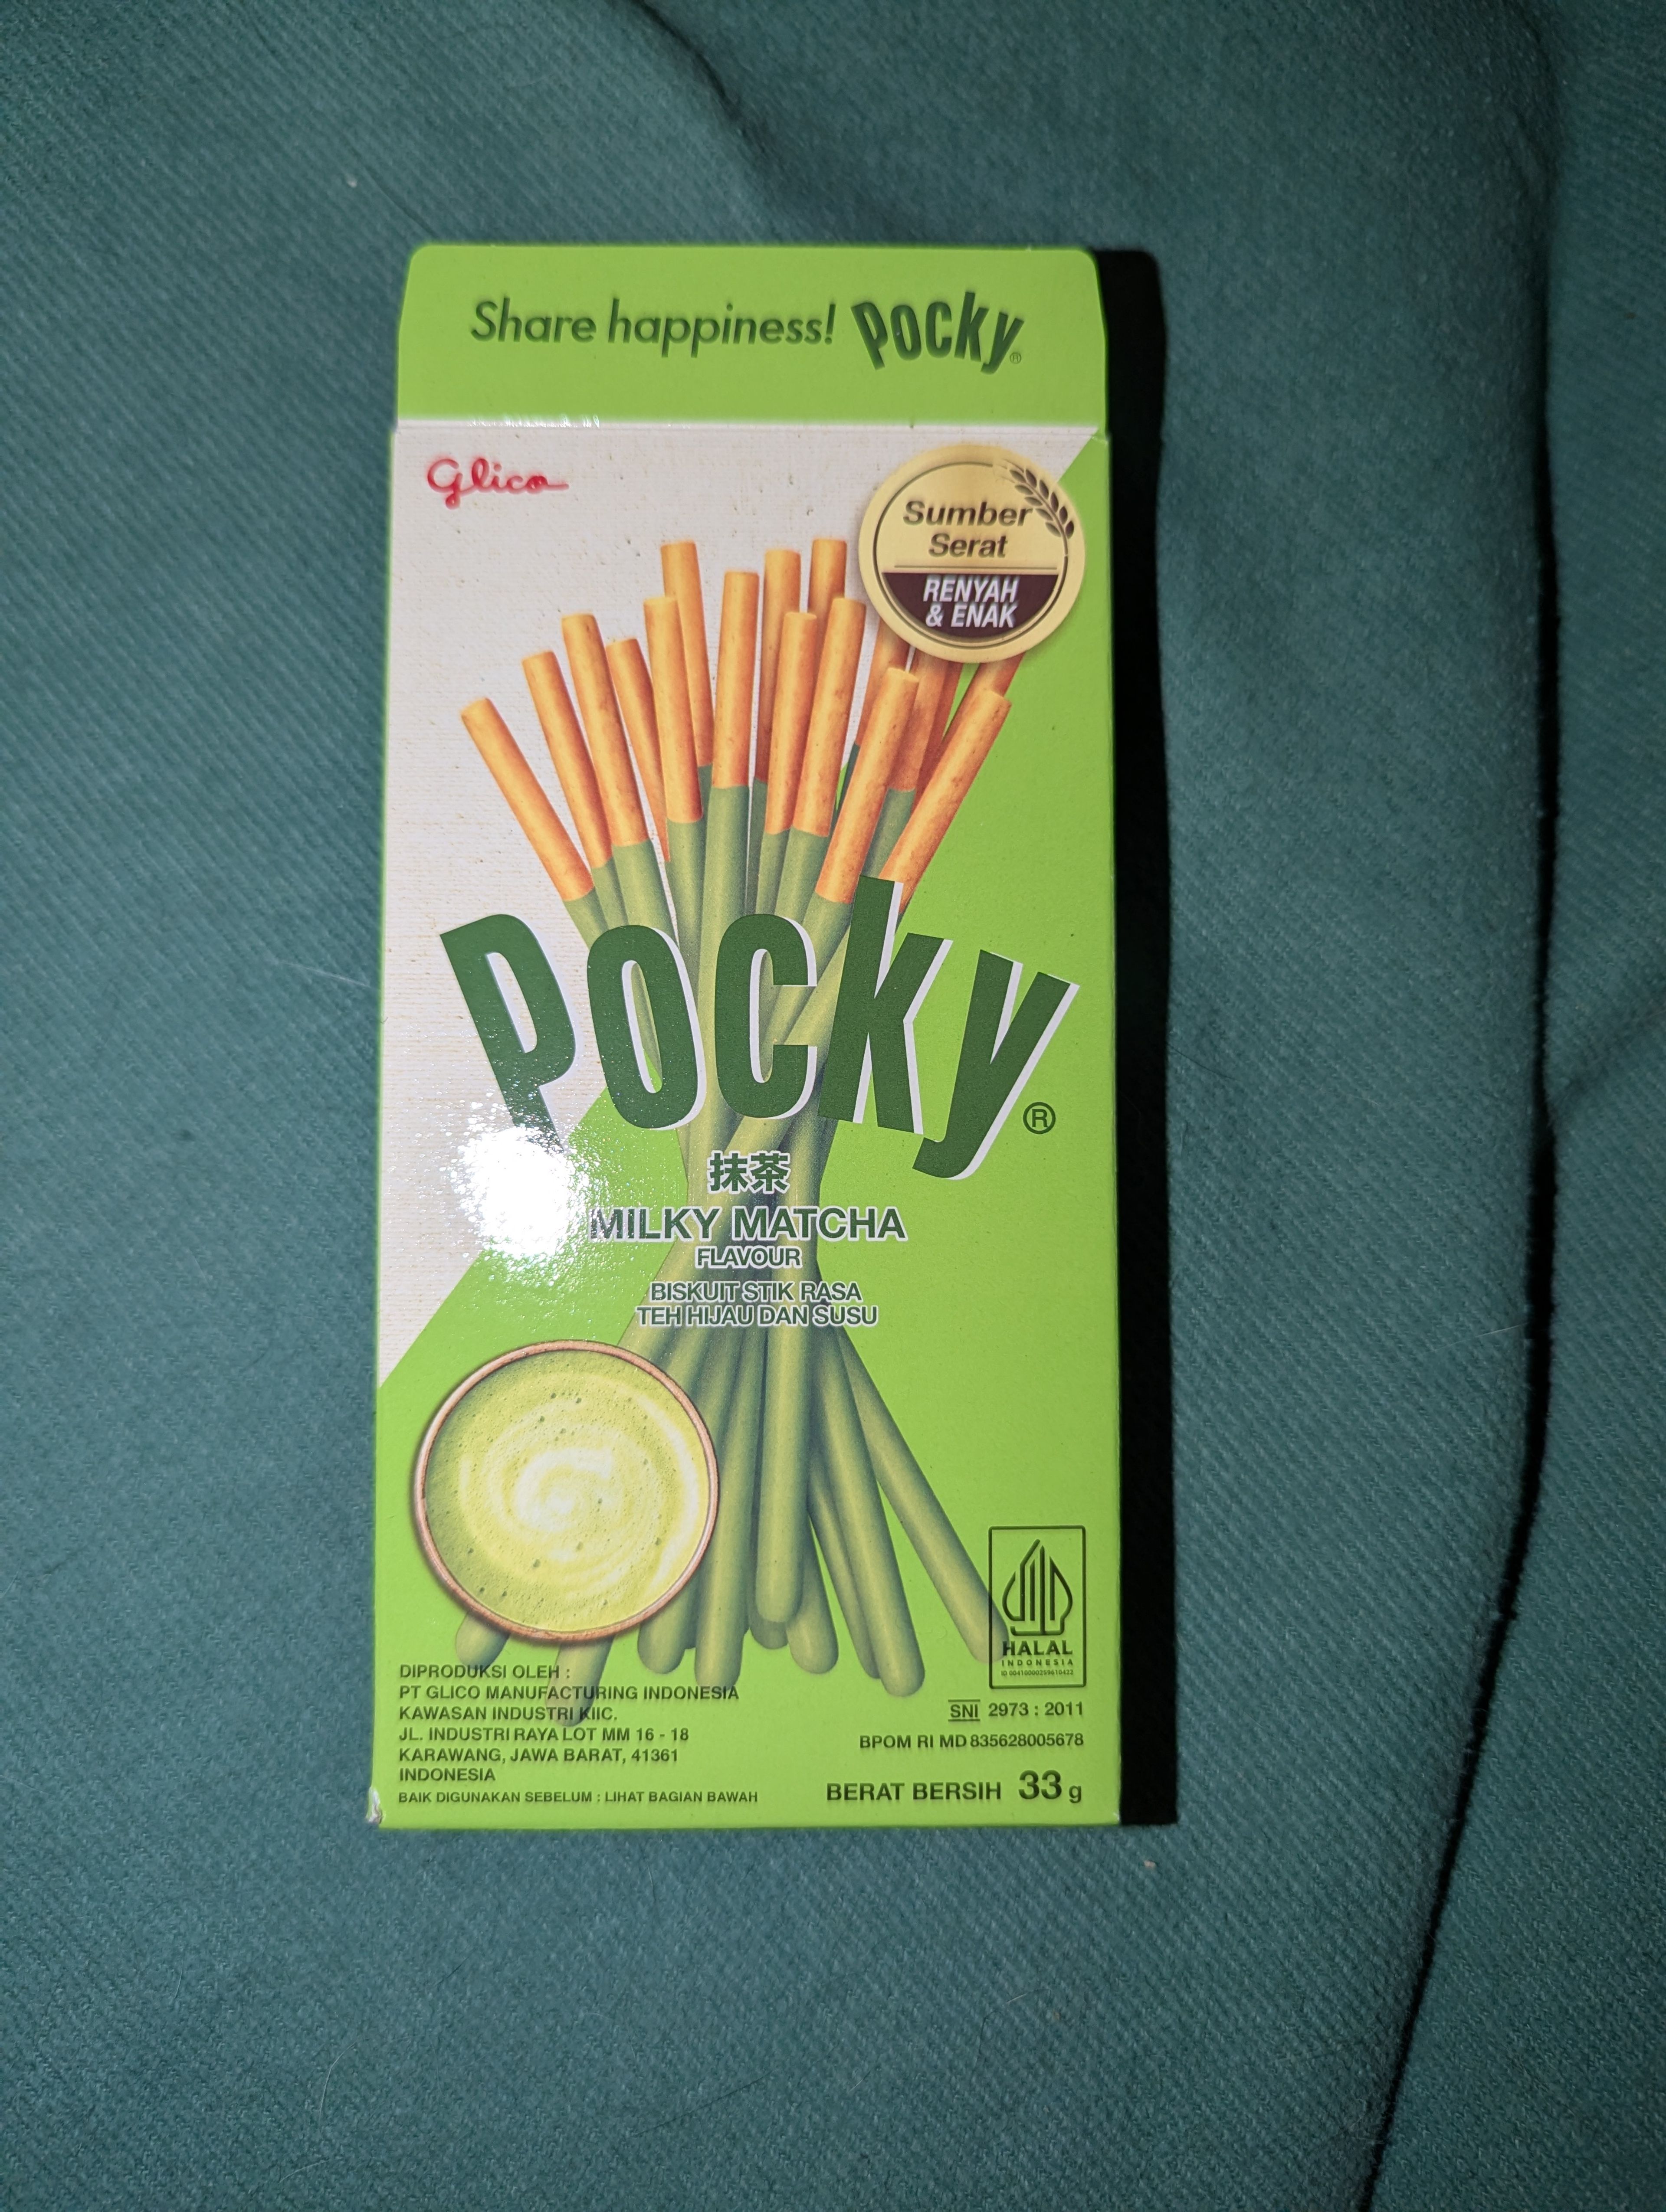 Share happiness! Pocky®
Glico
Sumber
Serat
RENYAH
& ENAK
Pocky®
抹茶
MILKY MATCHA
FLAVOUR
BISKUIT STIK RASA
TEH HIJAU DAN SUSU
HALAL
INDONESIA
ID 00410000259610422
DIPRODUKSI OLEH :
PT GLICO MANUFACTURING INDONESIA
KAWASAN INDUSTRI KIIC.
JL. INDUSTRI RAYA LOT MM 16 - 18
KARAWANG, JAWA BARAT, 41361
INDONESIA
BAIK DIGUNAKAN SEBELUM : LIHAT BAGIAN BAWAH
SNI 2973 : 2011
BPOM RI MD 835628005678
BERAT BERSIH 33 g